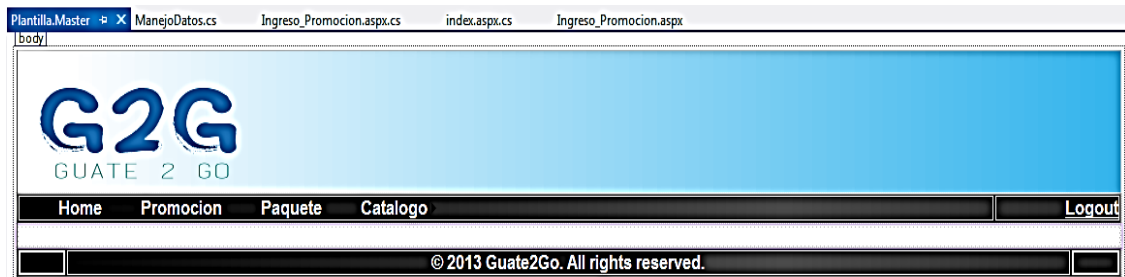 Plantilla.Master X ManejoDatos.cs Ingreso_Promocion.aspx.cs index.aspx.cs Ingreso_Promocion.aspx
body
G2G
GUATE 2 GO
Home Promocion Paquete Catalogo Logout
© 2013 Guate2Go. All rights reserved.